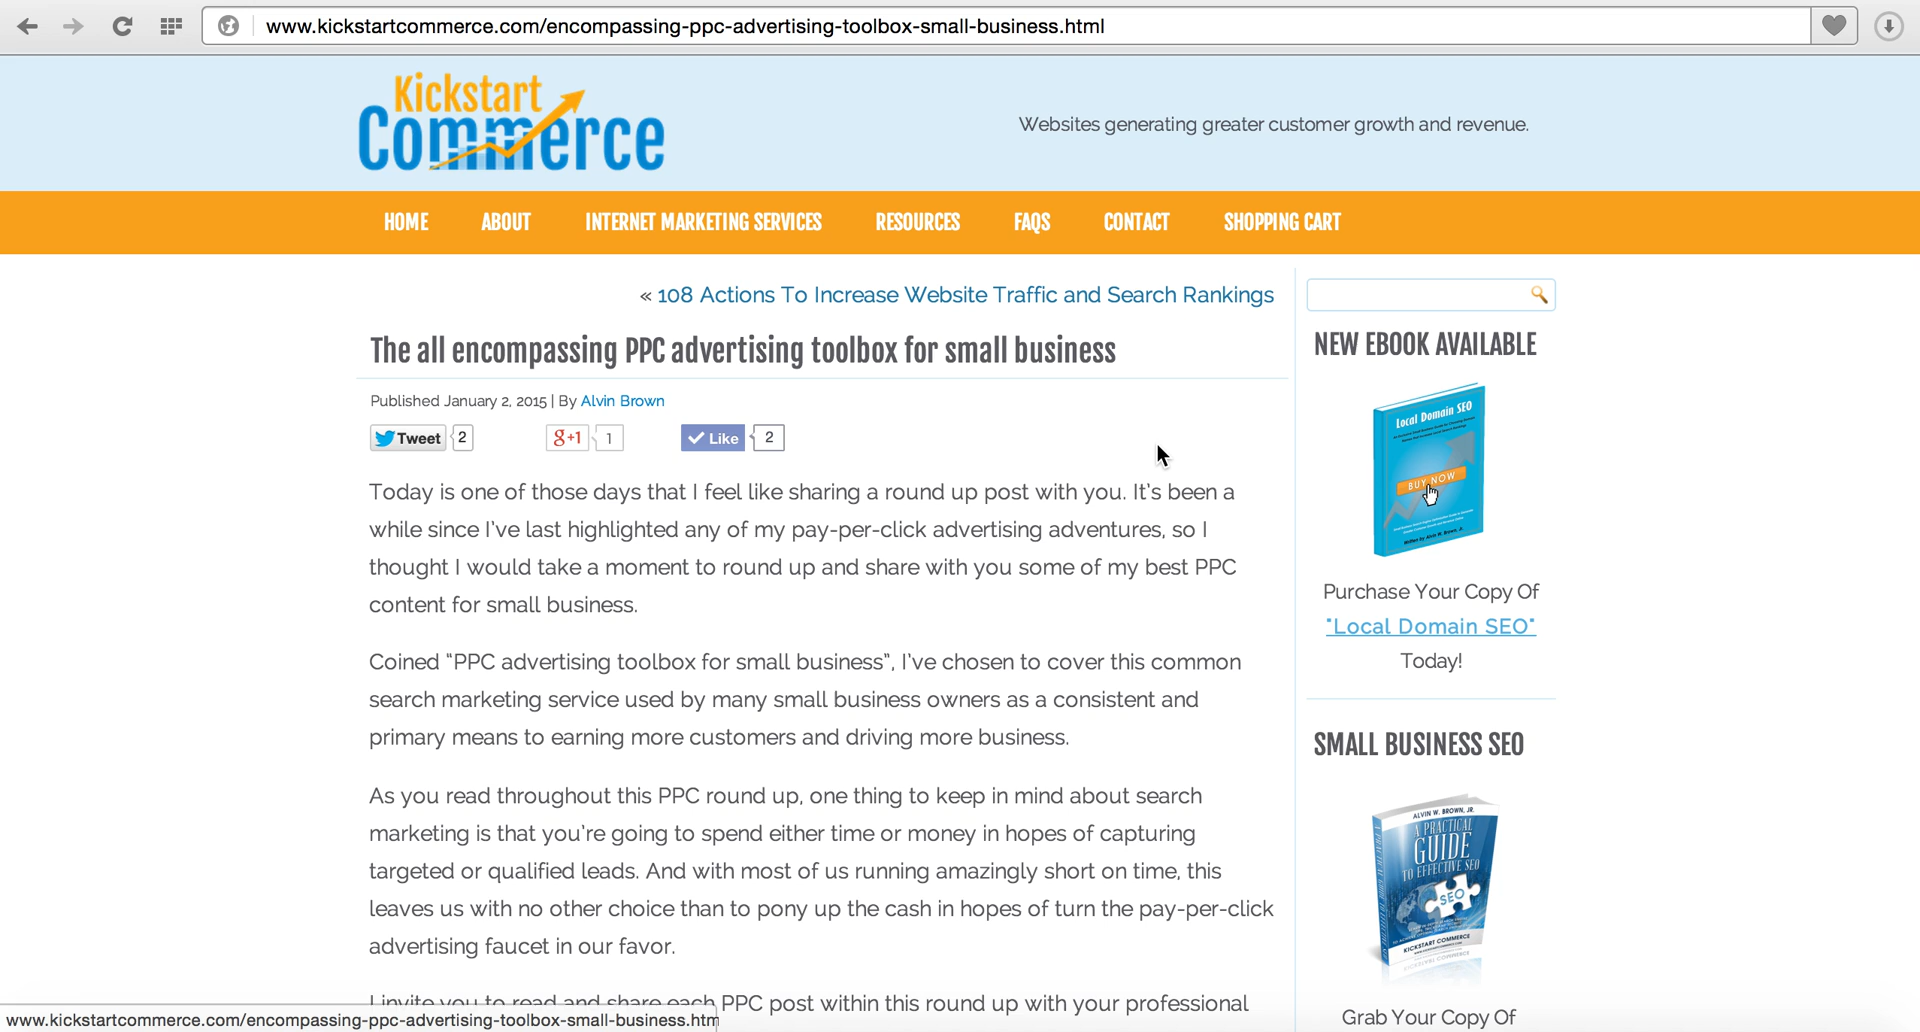 www.kickstartcommerce.com/encompassing-ppc-advertising-toolbox-small-business.html
Kickstart
Commerce
Websites generating greater customer growth and revenue.
HOME ABOUT INTERNET MARKETING SERVICES RESOURCES FAQS CONTACT SHOPPING CART
« 108 Actions To Increase Website Traffic and Search Rankings
The all encompassing PPC advertising toolbox for small business
Published January 2, 2015 | By Alvin Brown
Tweet 2 g+1 1 Like 2
Today is one of those days that I feel like sharing a round up post with you. It's been a
while since I've last highlighted any of my pay-per-click advertising adventures, so I
thought I would take a moment to round up and share with you some of my best PPC
content for small business.
Coined “PPC advertising toolbox for small business”, I've chosen to cover this common
search marketing service used by many small business owners as a consistent and
primary means to earning more customers and driving more business.
As you read throughout this PPC round up, one thing to keep in mind about search
marketing is that you're going to spend either time or money in hopes of capturing
targeted or qualified leads. And with most of us running amazingly short on time, this
leaves us with no other choice than to pony up the cash in hopes of turn the pay-per-click
advertising faucet in our favor.
I invite you to read and share each PPC post within this round up with your professional
www.kickstartcommerce.com/encompassing-ppc-advertising-toolbox-small-business.htm
NEW EBOOK AVAILABLE
Local Domain SEO
BUY NOW
Written by Alvin W. Brown, Jr.
Purchase Your Copy Of
"Local Domain SEO"
Today!
SMALL BUSINESS SEO
ALVIN W. BROWN, JR.
A PRACTICAL
GUIDE
TO EFFECTIVE SEO
SEO
KICKSTART COMMERCE
Grab Your Copy Of